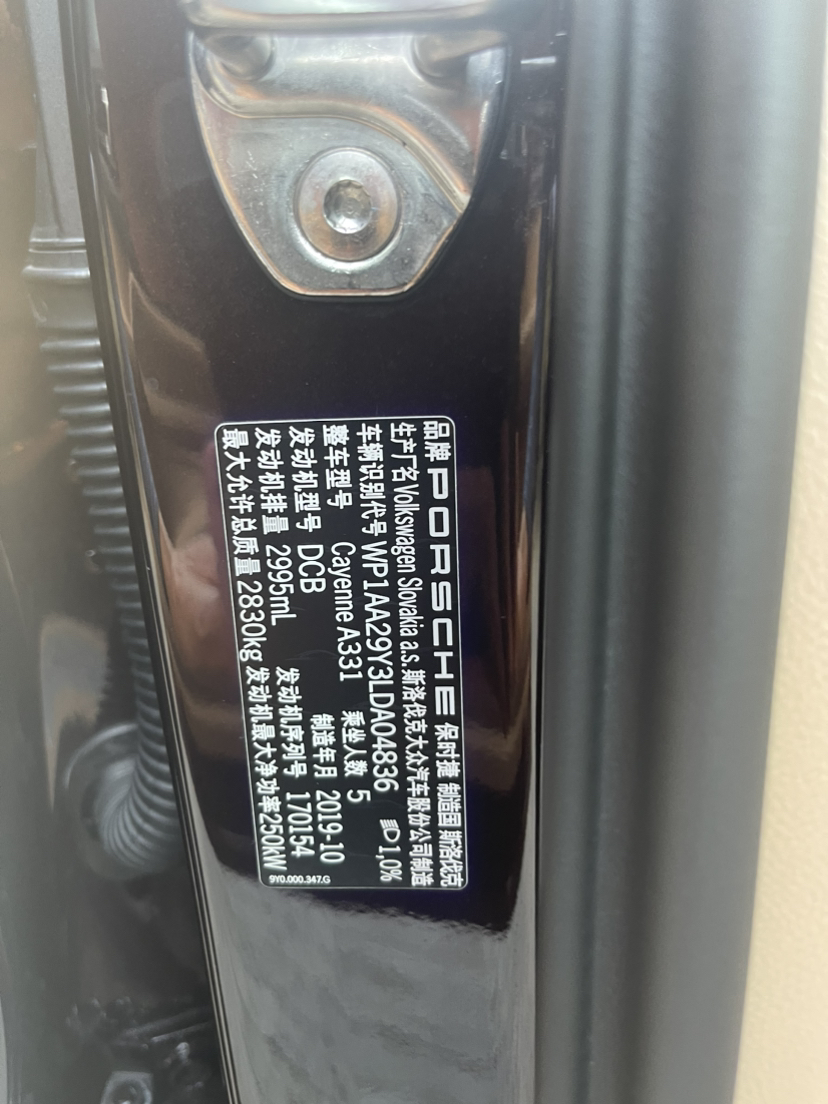 品牌 PORSCHE 保时捷 制造国 斯洛伐克
生产厂名 Volkswagen Slovakia a.s. 斯洛伐克大众汽车股份公司制造
车辆识别代号 WP1AA29Y3LDA04836 1,0%
整车型号 Cayenne A331 乘坐人数 5
发动机型号 DCB 制造年月 2019-10
发动机排量 2995mL 发动机序列号 170154
最大允许总质量 2830kg 发动机最大净功率250kW
9Y0.000.347.G